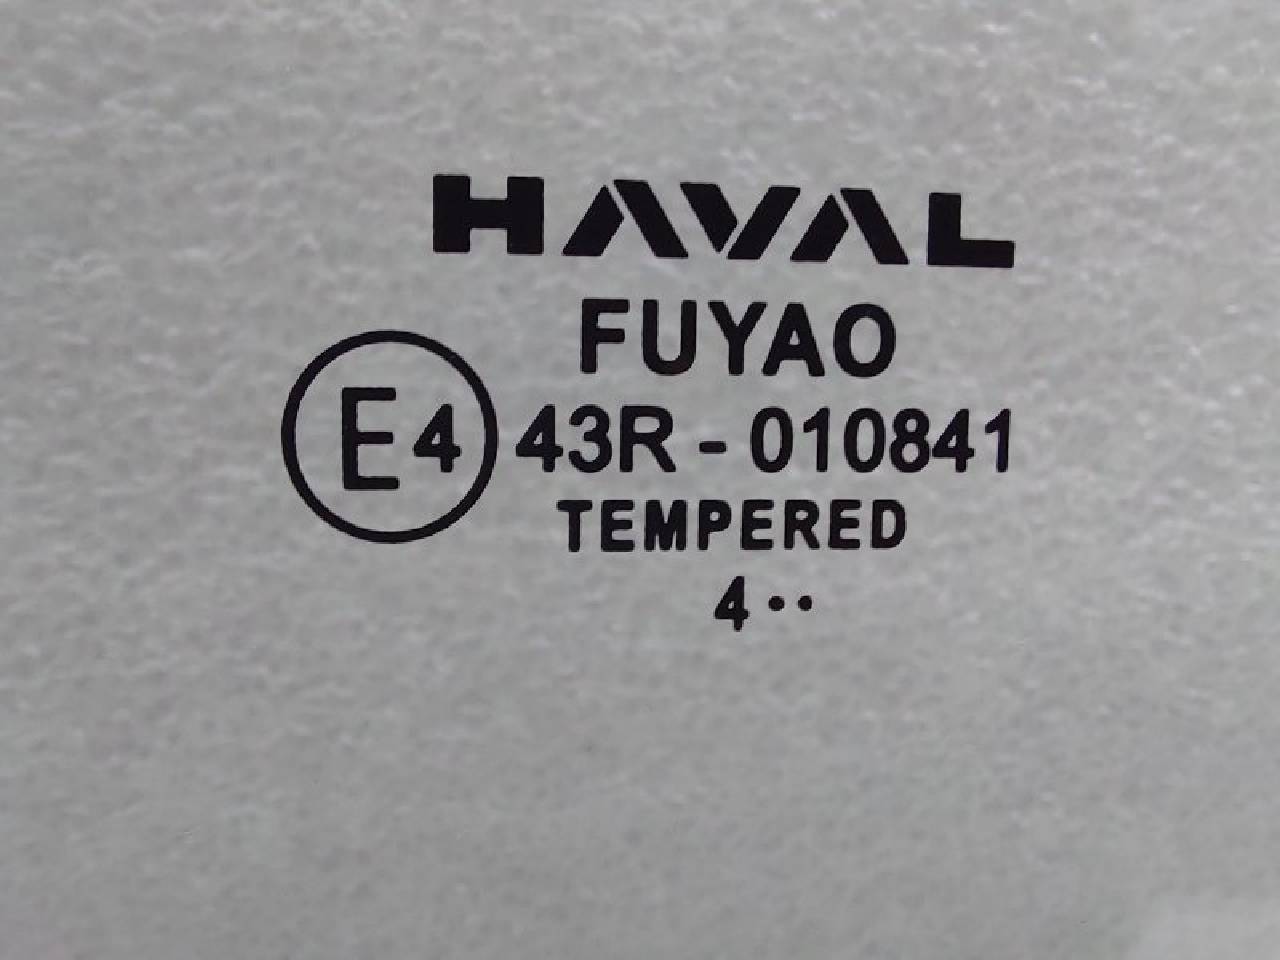 HAVAL
FUYAO
E4 43R-010841
TEMPERED
4··